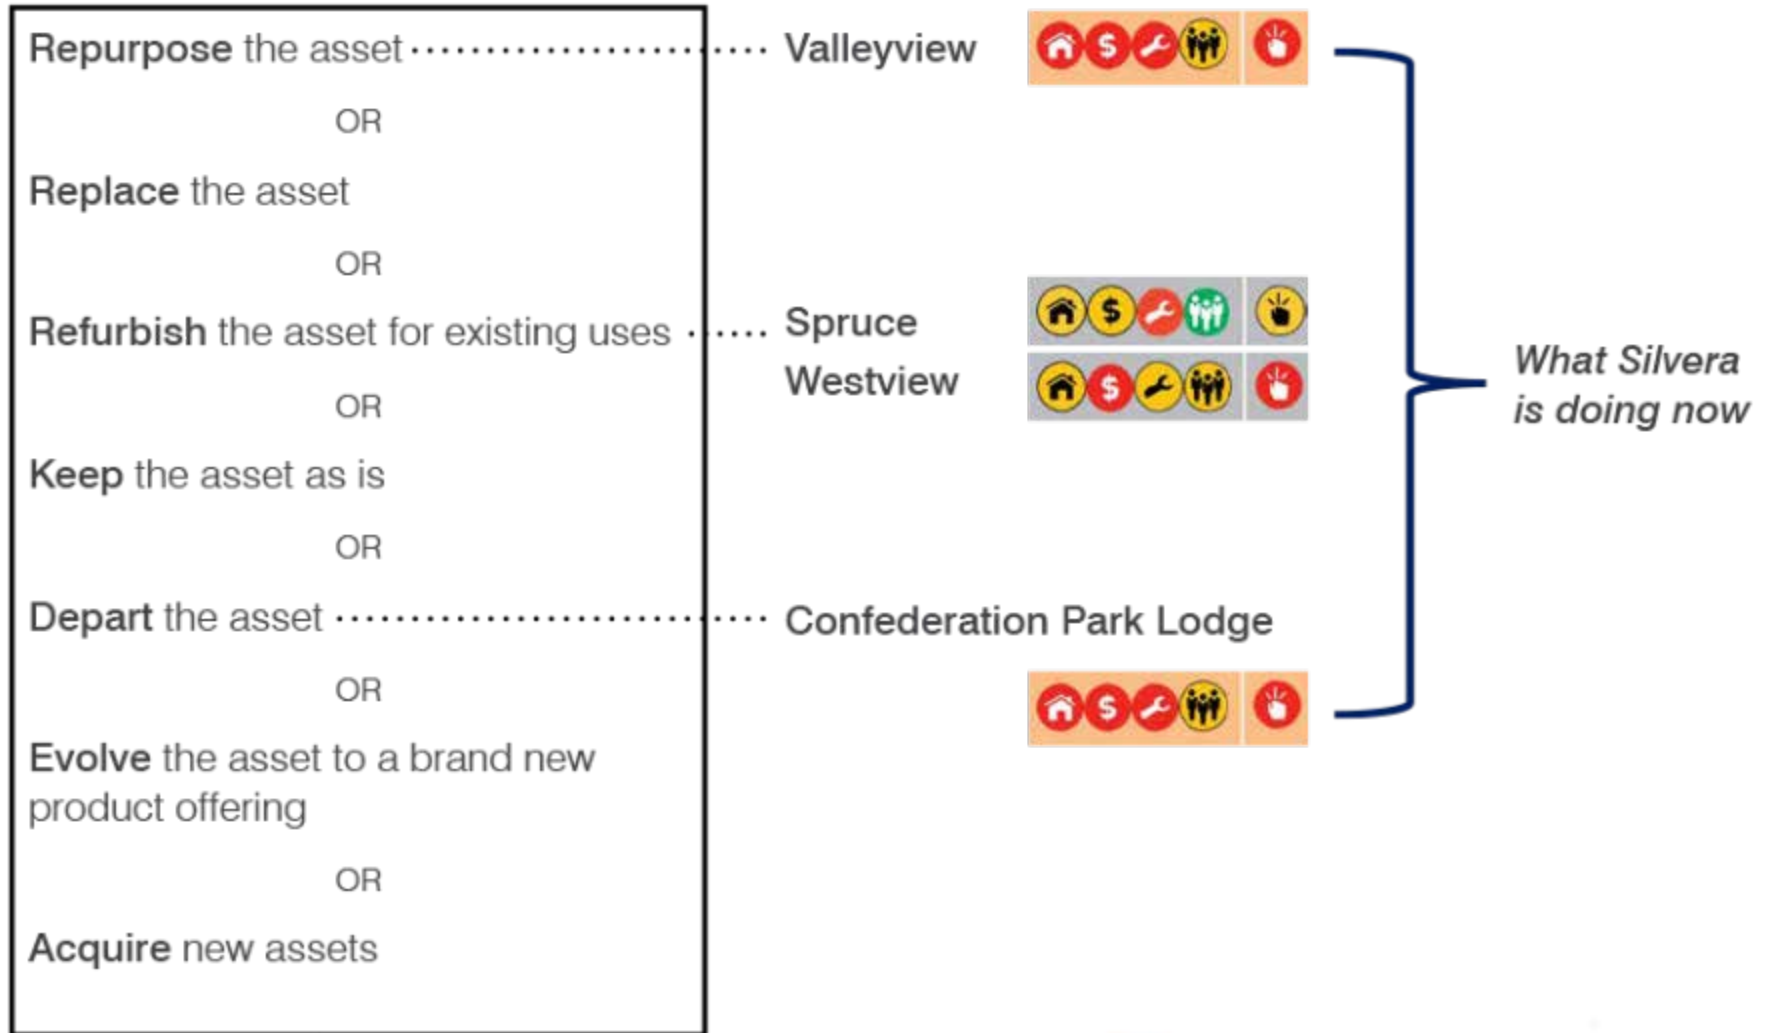 Repurpose the asset
Valleyview
OR
Replace the asset
OR
Refurbish the asset for existing uses
Spruce
Westview
OR
Keep the asset as is
OR
Depart the asset
Confederation Park Lodge
OR
Evolve the asset to a brand new
product offering
OR
Acquire new assets
What Silvera
is doing now